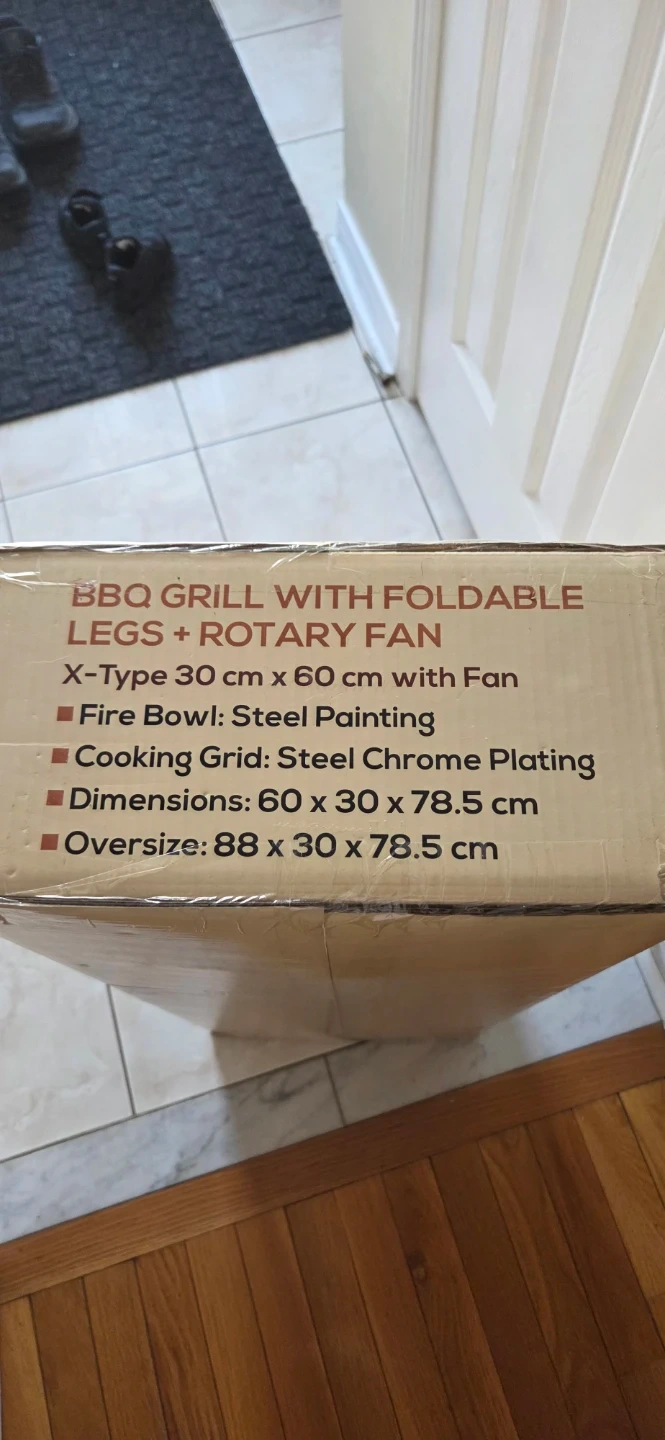 BBQ GRILL WITH FOLDABLE
LEGS + ROTARY FAN
X-Type 30 cm x 60 cm with Fan
■ Fire Bowl: Steel Painting
■ Cooking Grid: Steel Chrome Plating
■ Dimensions: 60 x 30 x 78.5 cm
■ Oversize: 88 x 30 x 78.5 cm